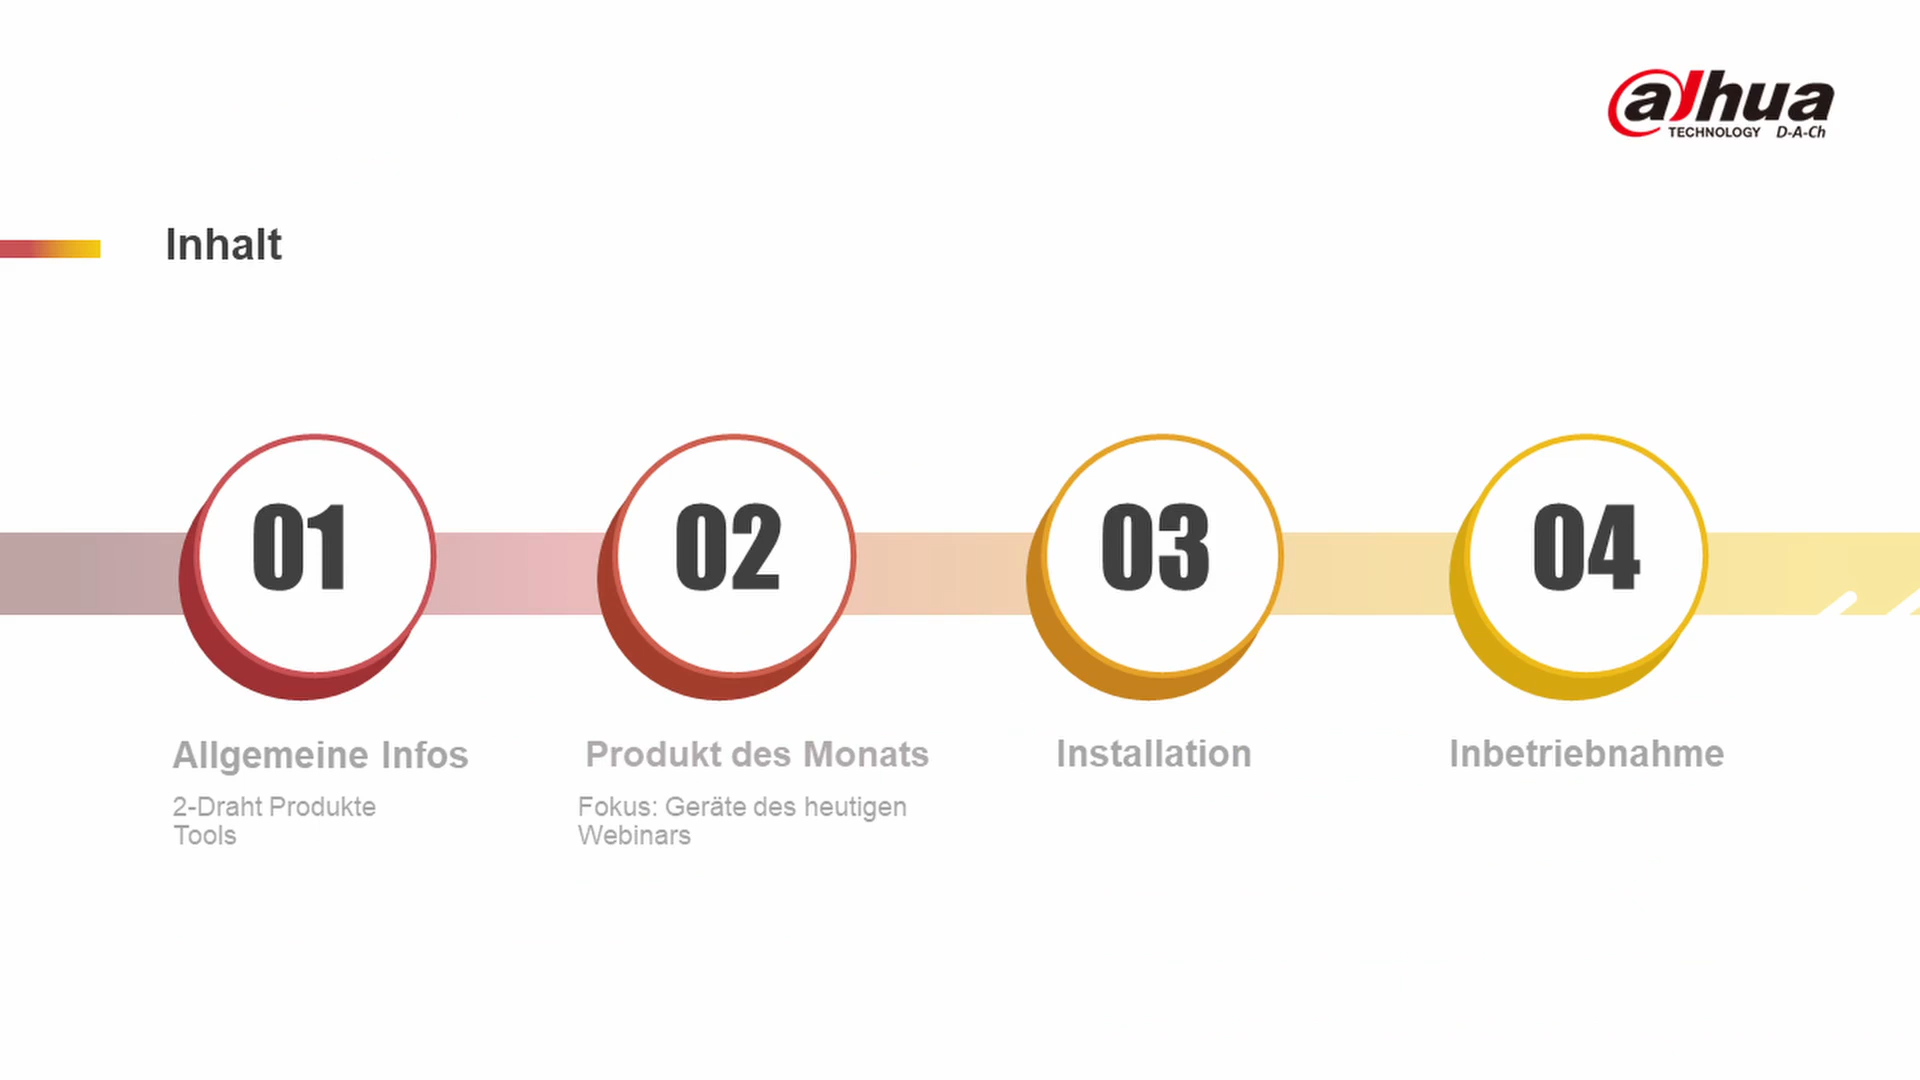 alhua
TECHNOLOGY D-A-Ch
Inhalt
01
02
03
04
Allgemeine Infos
Produkt des Monats
Installation
Inbetriebnahme
2-Draht Produkte
Tools
Fokus: Geräte des heutigen
Webinars